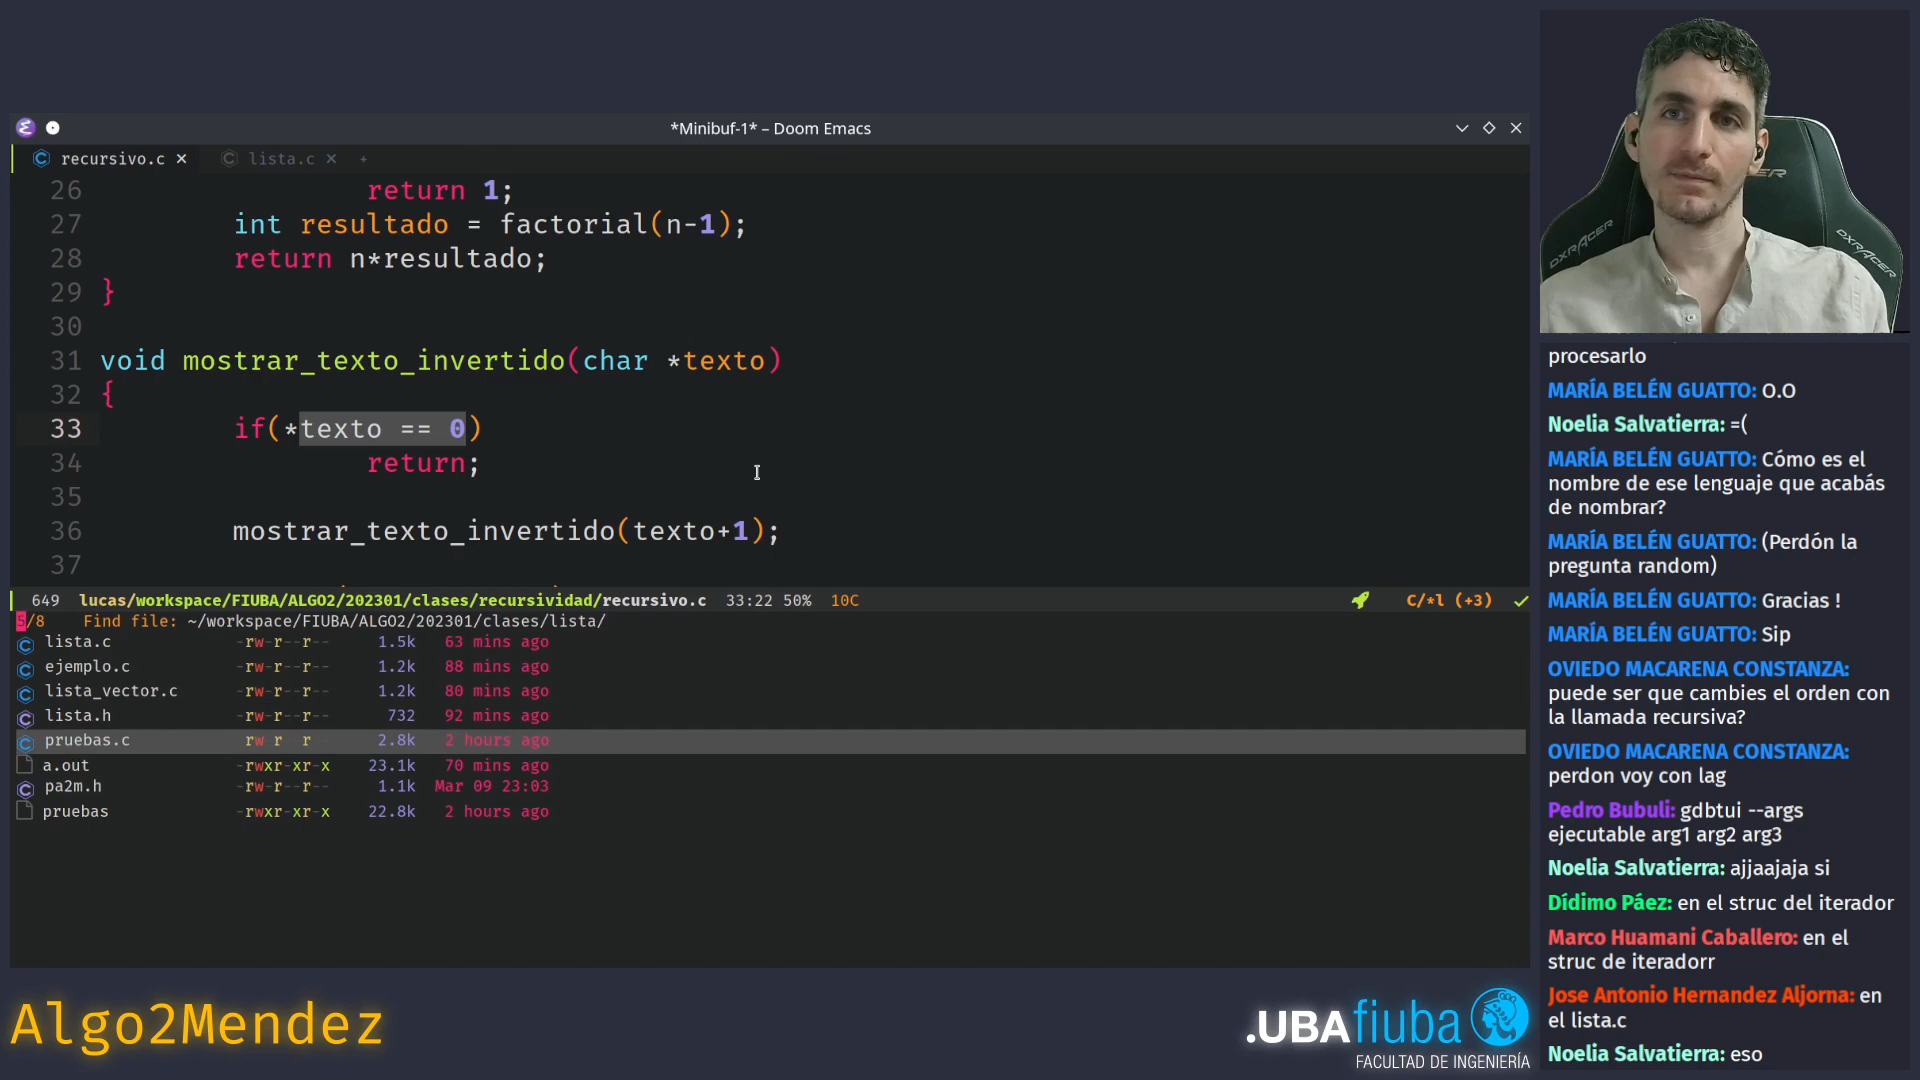 *Minibuf-1* – Doom Emacs
recursivo.c × lista.c × +
26 return 1;
27 int resultado = factorial(n-1);
28 return n*resultado;
29 }
30
31 void mostrar_texto_invertido(char *texto)
32 {
33 if(*texto == 0)
34 return;
35
36 mostrar_texto_invertido(texto+1);
37
649 lucas/workspace/FIUBA/ALGO2/202301/clases/recursividad/recursivo.c 33:22 50% 10C C/*l (+3)
5/8 Find file: ~/workspace/FIUBA/ALGO2/202301/clases/lista/
lista.c -rw-r--r-- 1.5k 63 mins ago
ejemplo.c -rw-r--r-- 1.2k 88 mins ago
lista_vector.c -rw-r--r-- 1.2k 80 mins ago
lista.h -rw-r--r-- 732 92 mins ago
pruebas.c rw r r 2.8k 2 hours ago
a.out -rwxr-xr-x 23.1k 70 mins ago
pa2m.h -rw-r--r-- 1.1k Mar 09 23:03
pruebas -rwxr-xr-x 22.8k 2 hours ago
DXRACER
DXRACER
procesarlo
MARÍA BELÉN GUATTO: O.O
Noelia Salvatierra: =(
MARÍA BELÉN GUATTO: Cómo es el
nombre de ese lenguaje que acabás
de nombrar?
MARÍA BELÉN GUATTO: (Perdón la
pregunta random)
MARÍA BELÉN GUATTO: Gracias !
MARÍA BELÉN GUATTO: Sip
OVIEDO MACARENA CONSTANZA:
puede ser que cambies el orden con
la llamada recursiva?
OVIEDO MACARENA CONSTANZA:
perdon voy con lag
Pedro Bubuli: gdbtui --args
ejecutable arg1 arg2 arg3
Noelia Salvatierra: ajjaajaja si
Dídimo Páez: en el struc del iterador
Marco Huamani Caballero: en el
struc de iteradorr
Jose Antonio Hernandez Aljorna: en
el lista.c
Noelia Salvatierra: eso
Algo2Mendez
.UBAfiuba
FACULTAD DE INGENIERÍA